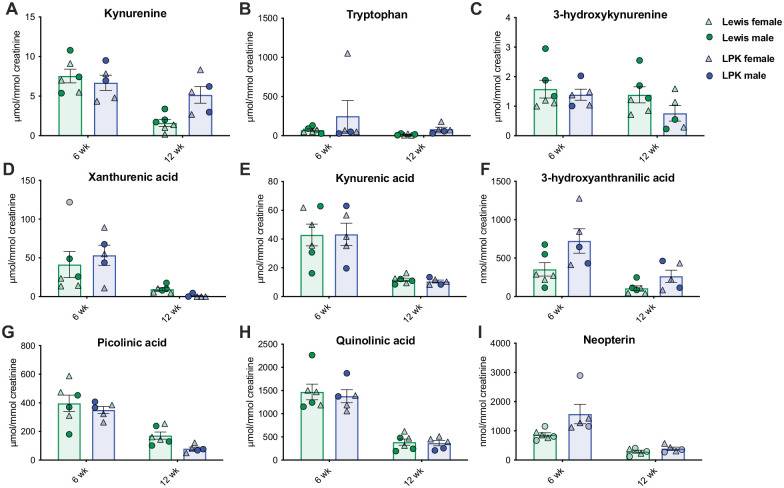 A Kynurenine
µmol/mmol creatinine
15
10
5
0
6 wk 12 wk
B Tryptophan
µmol/mmol creatinine
1500
1000
500
0
6 wk 12 wk
C 3-hydroxykynurenine
µmol/mmol creatinine
4
3
2
1
0
6 wk 12 wk
Lewis female
Lewis male
LPK female
LPK male
D Xanthurenic acid
µmol/mmol creatinine
150
100
50
0
6 wk 12 wk
E Kynurenic acid
µmol/mmol creatinine
80
60
40
20
0
6 wk 12 wk
F 3-hydroxyanthranilic acid
nmol/mmol creatinine
1500
1000
500
0
6 wk 12 wk
G Picolinic acid
µmol/mmol creatinine
800
600
400
200
0
6 wk 12 wk
H Quinolinic acid
µmol/mmol creatinine
2500
2000
1500
1000
500
0
6 wk 12 wk
I Neopterin
nmol/mmol creatinine
4000
3000
2000
1000
0
6 wk 12 wk